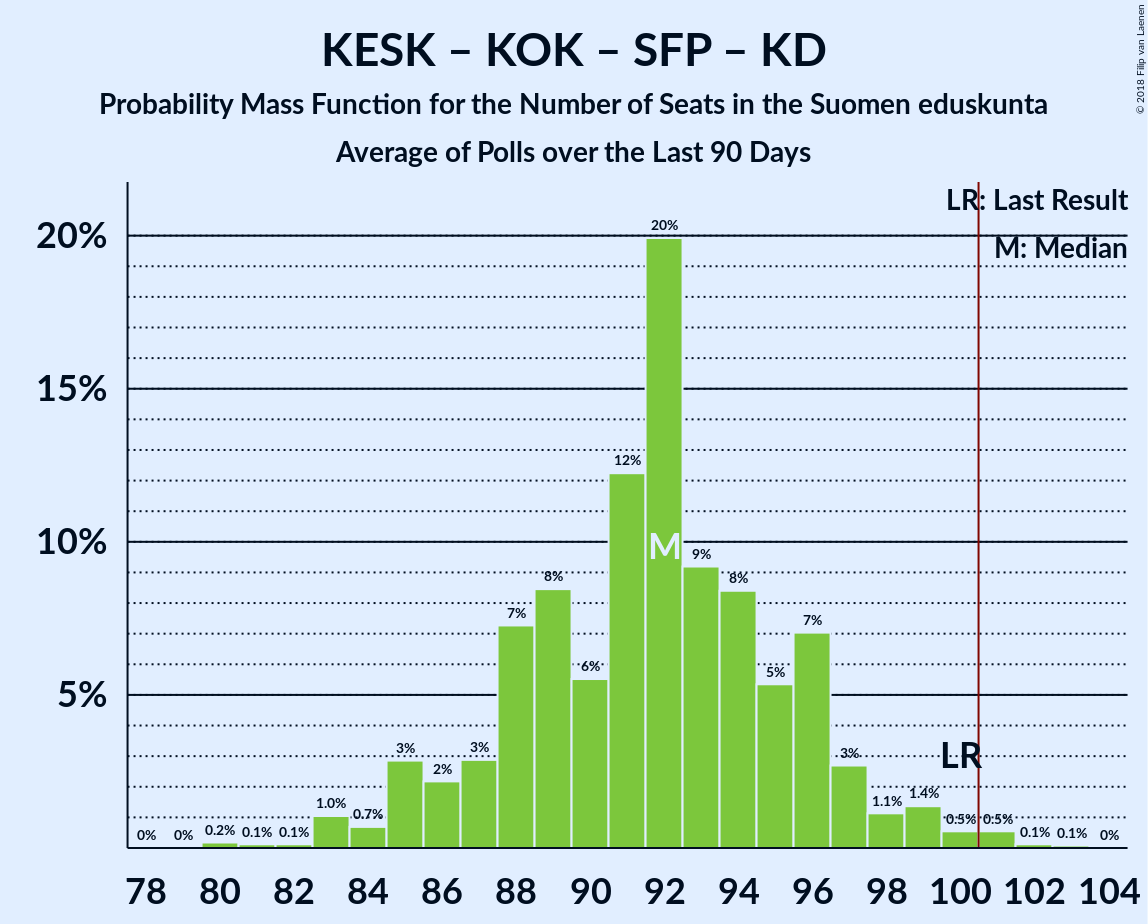 KESK – KOK – SFP – KD
Probability Mass Function for the Number of Seats in the Suomen eduskunta
Average of Polls over the Last 90 Days
© 2018 Filip van Laenen
LR: Last Result
M: Median
20%
15%
10%
5%
0% 0% 0.2% 0.1% 0.1% 1.0% 0.7% 3% 2% 3% 7% 8% 6% 12% 20% 9% 8% 5% 7% 3% 1.1% 1.4% 0.5% 0.5% 0.1% 0.1% 0%
M
LR
78 80 82 84 86 88 90 92 94 96 98 100 102 104